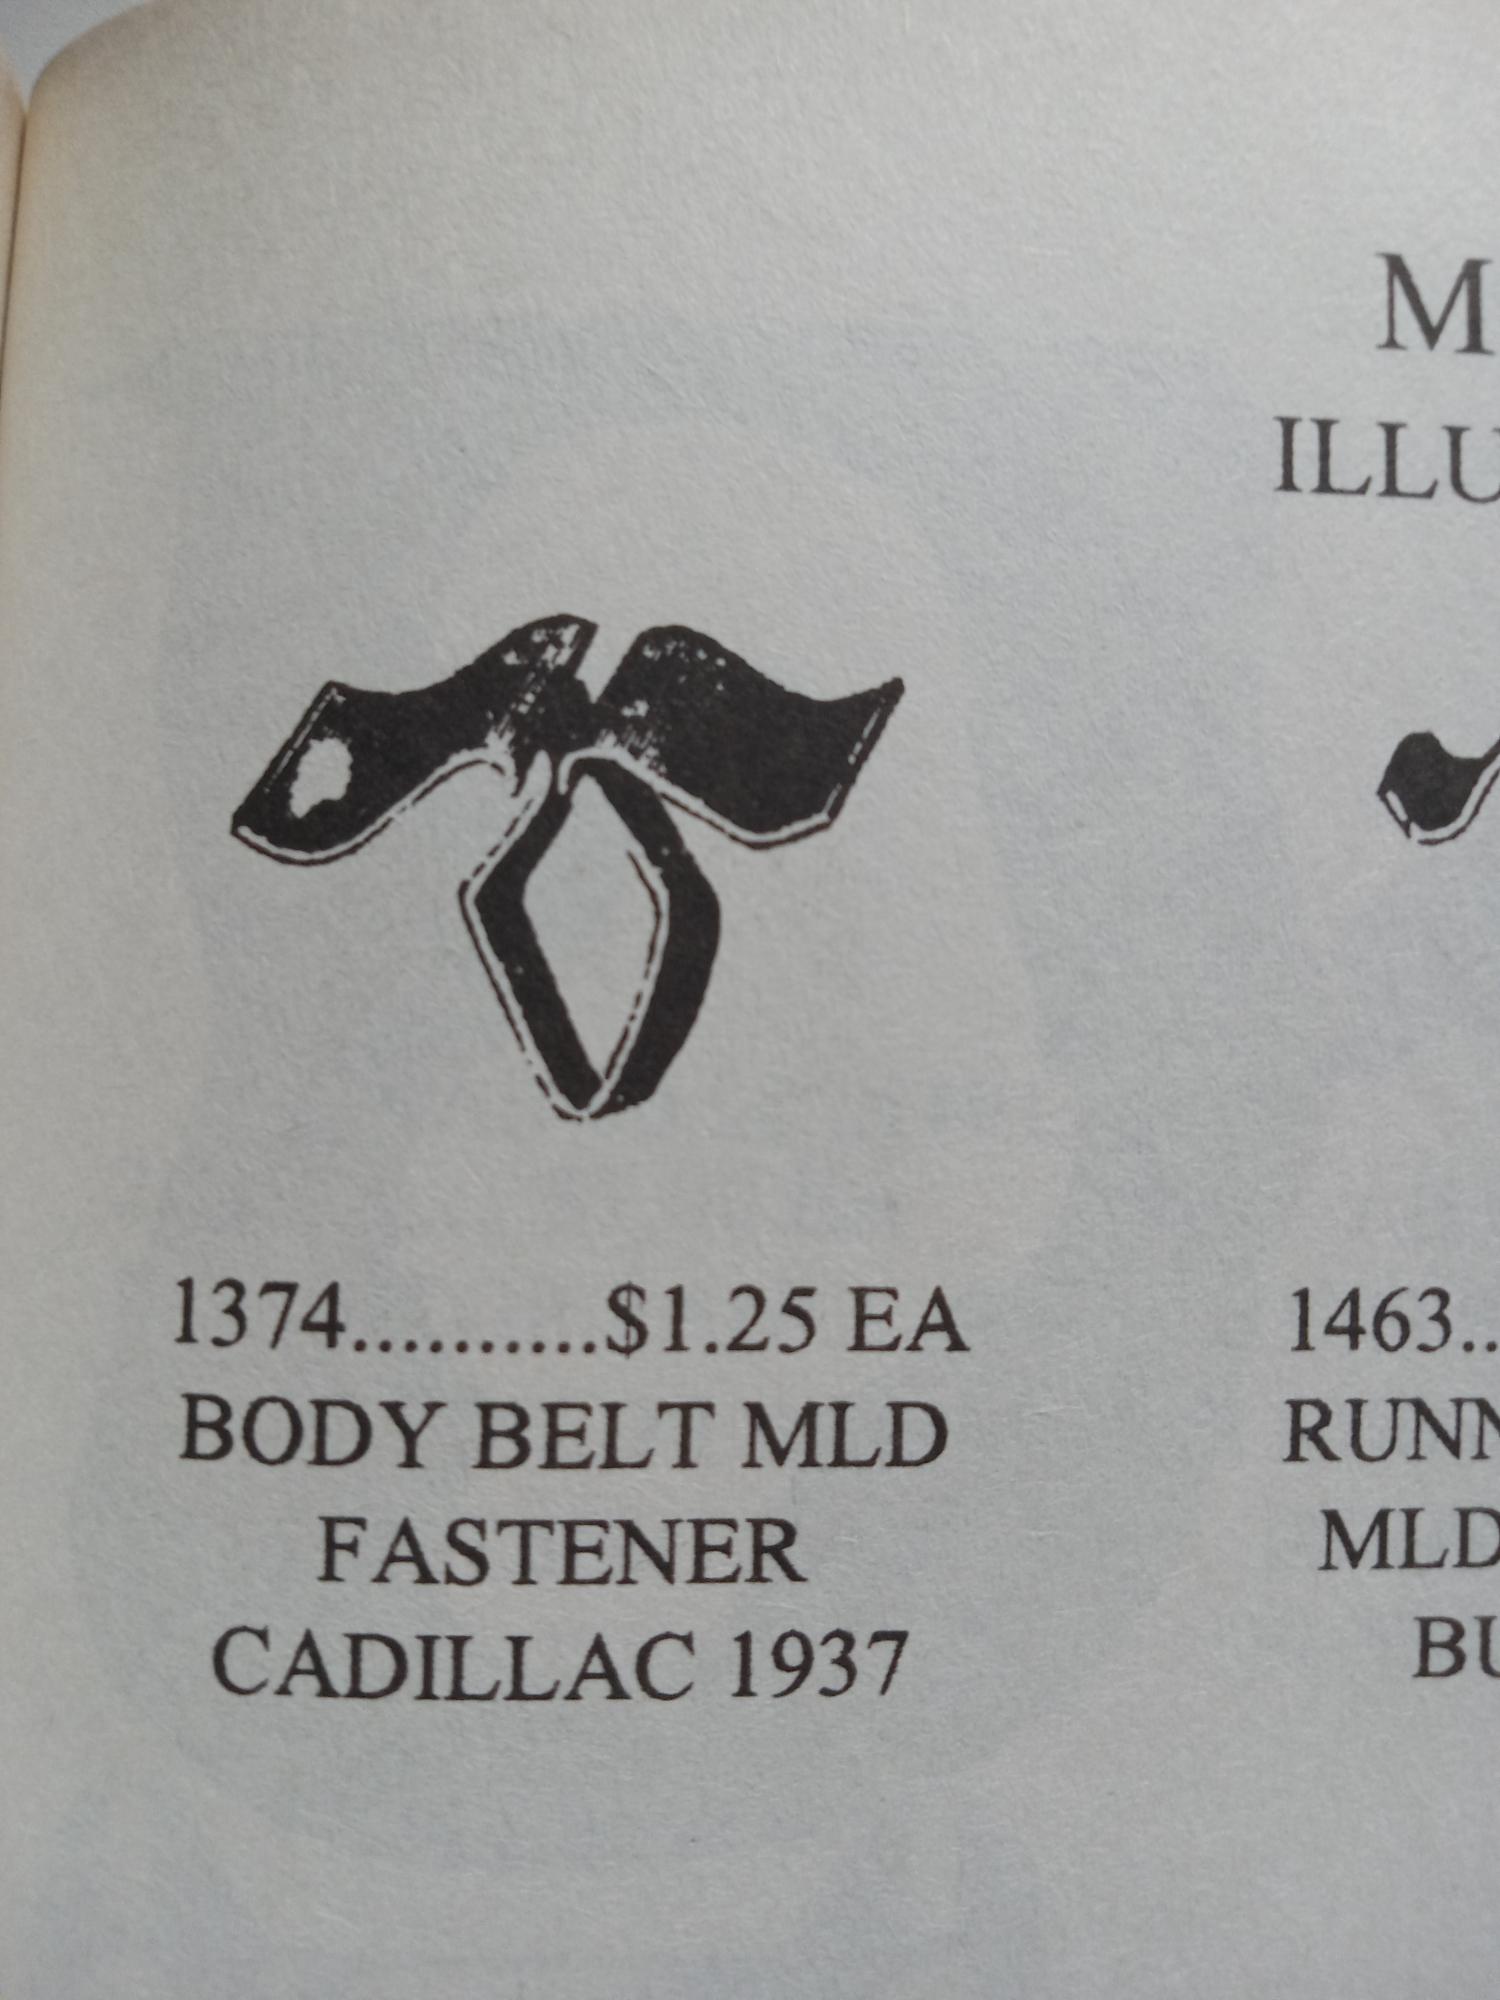 M
ILLU
1374..........$1.25 EA
BODY BELT MLD
FASTENER
CADILLAC 1937
1463..
RUNN
MLD
BU